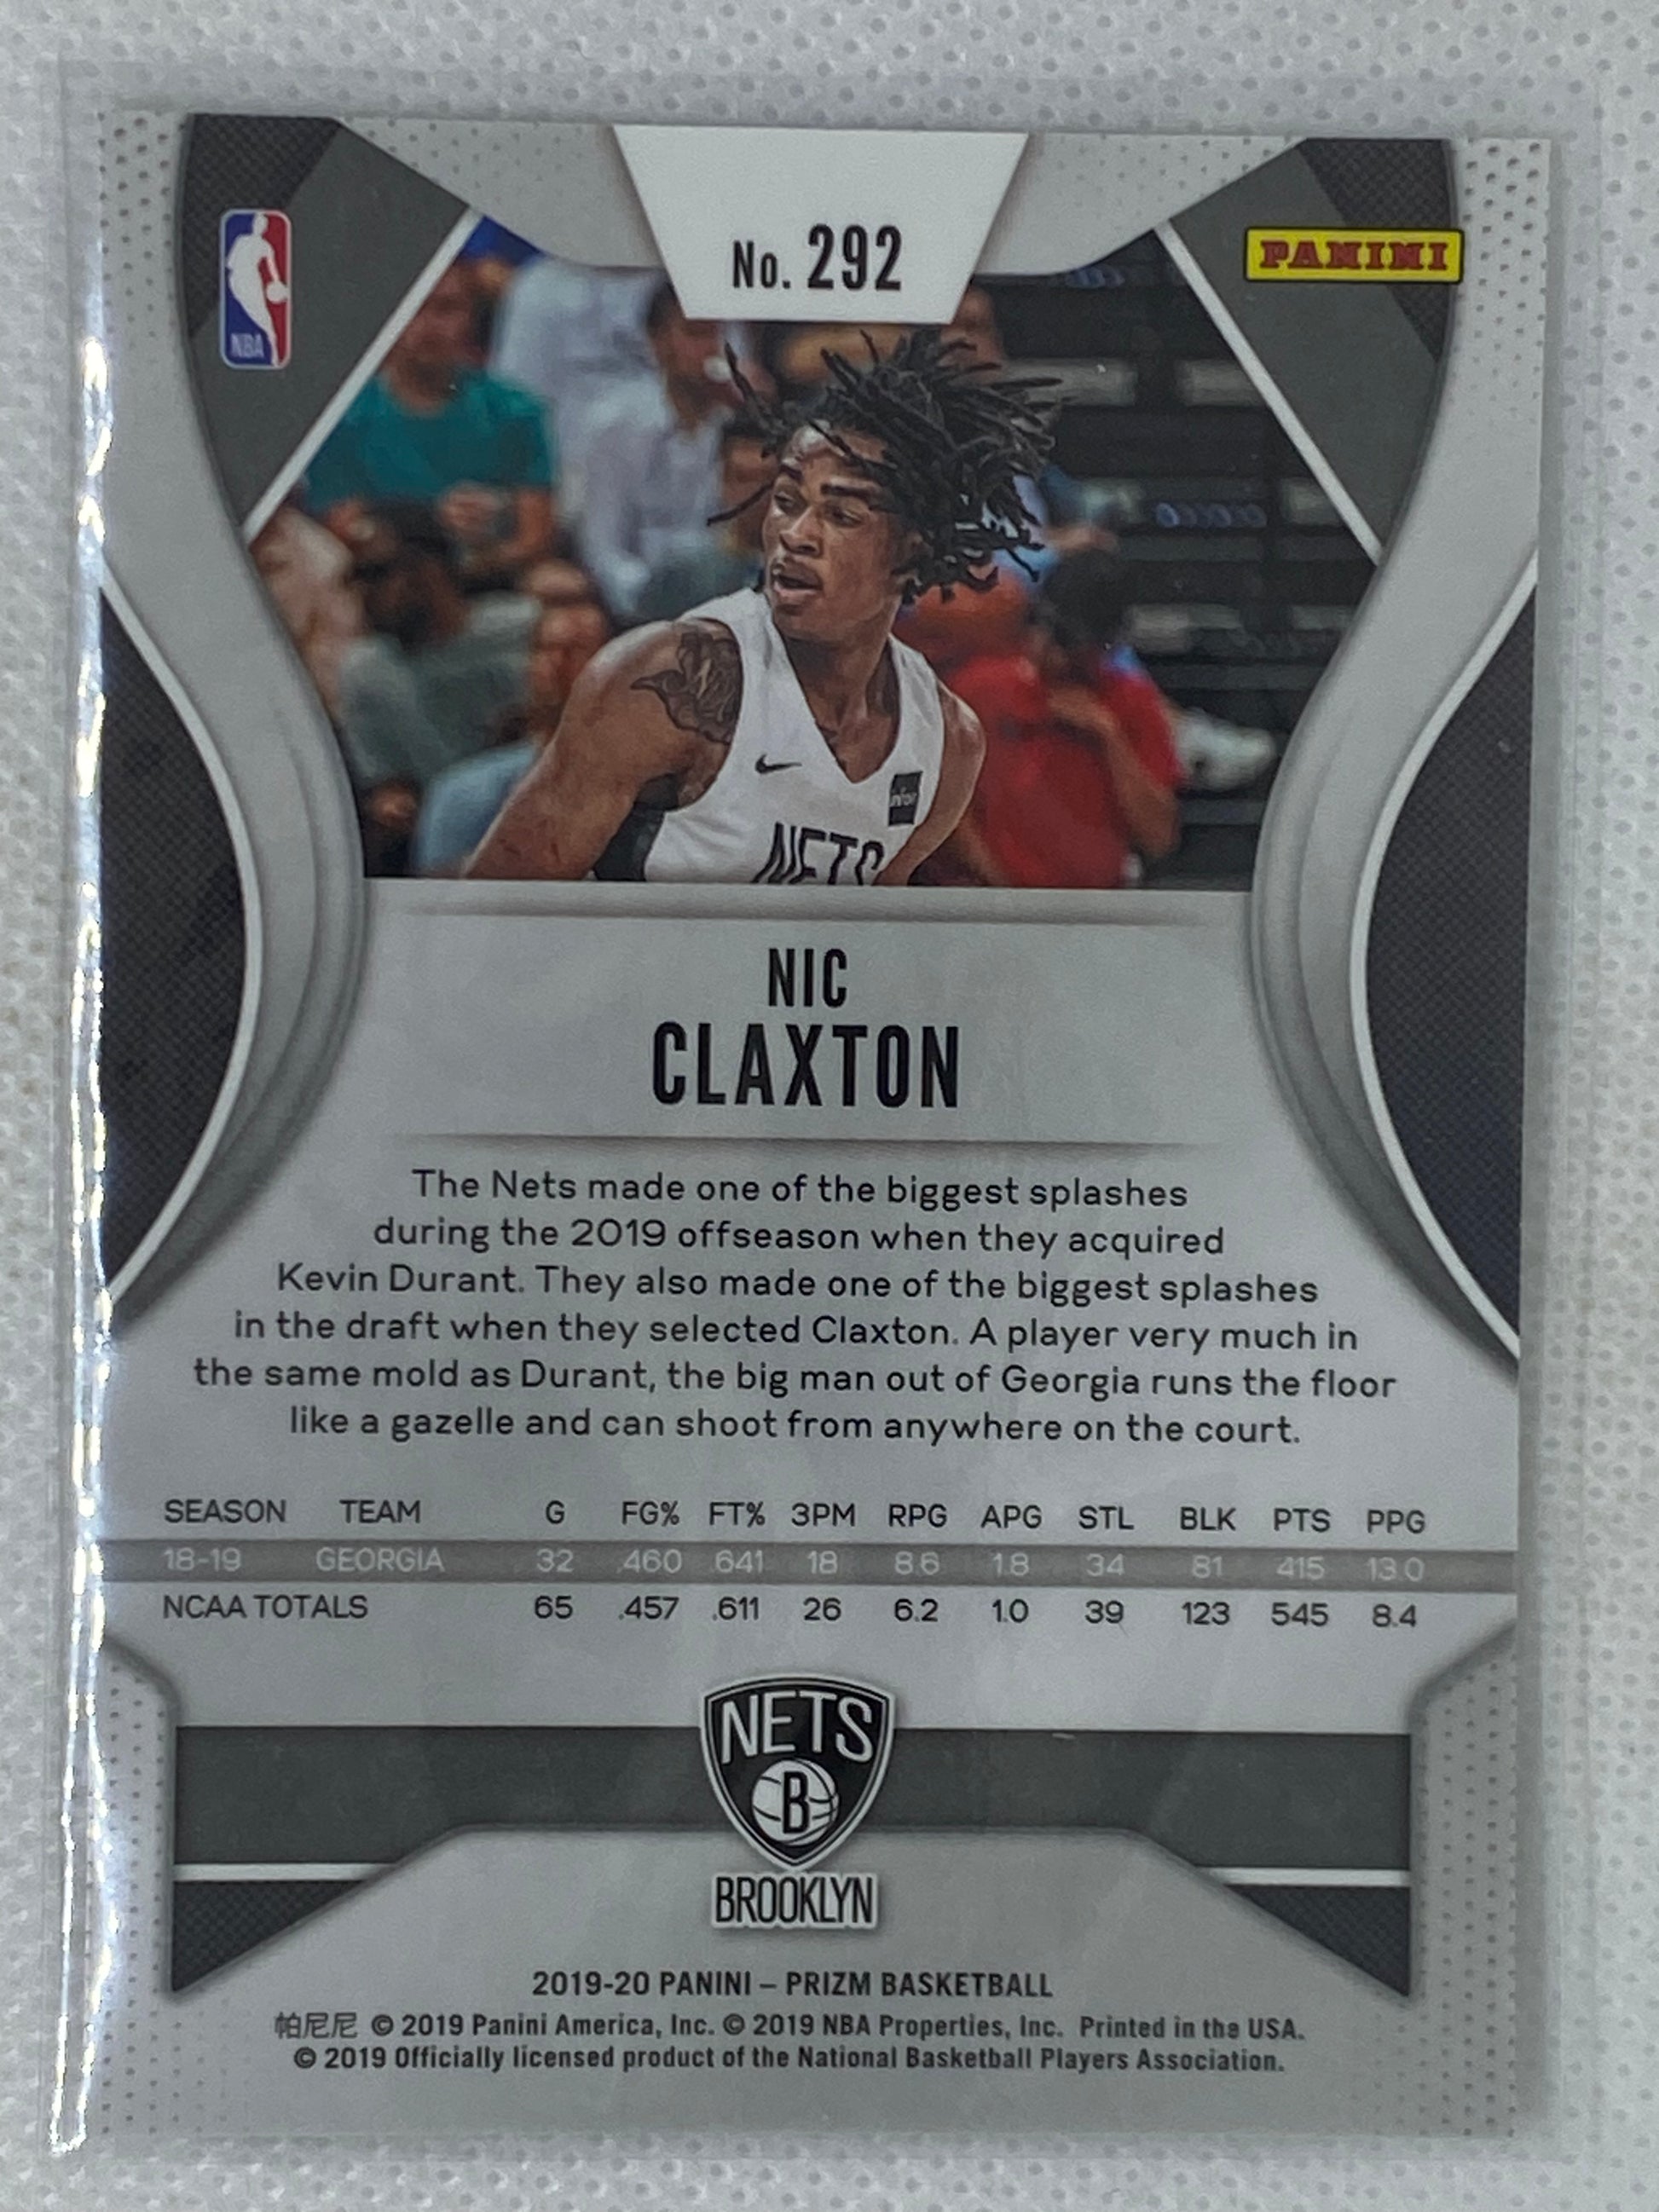 No. 292
NBA
PANINI
infor
NETS
NIC
CLAXTON
The Nets made one of the biggest splashes
during the 2019 offseason when they acquired
Kevin Durant. They also made one of the biggest splashes
in the draft when they selected Claxton. A player very much in
the same mold as Durant, the big man out of Georgia runs the floor
like a gazelle and can shoot from anywhere on the court.
SEASON TEAM G FG% FT% 3PM RPG APG STL BLK PTS PPG
18-19 GEORGIA 32 .460 .641 18 8.6 1.8 34 81 415 13.0
NCAA TOTALS 65 .457 .611 26 6.2 1.0 39 123 545 8.4
NETS
B
BROOKLYN
2019-20 PANINI – PRIZM BASKETBALL
帕尼尼 © 2019 Panini America, Inc. © 2019 NBA Properties, Inc. Printed in the USA.
© 2019 Officially licensed product of the National Basketball Players Association.